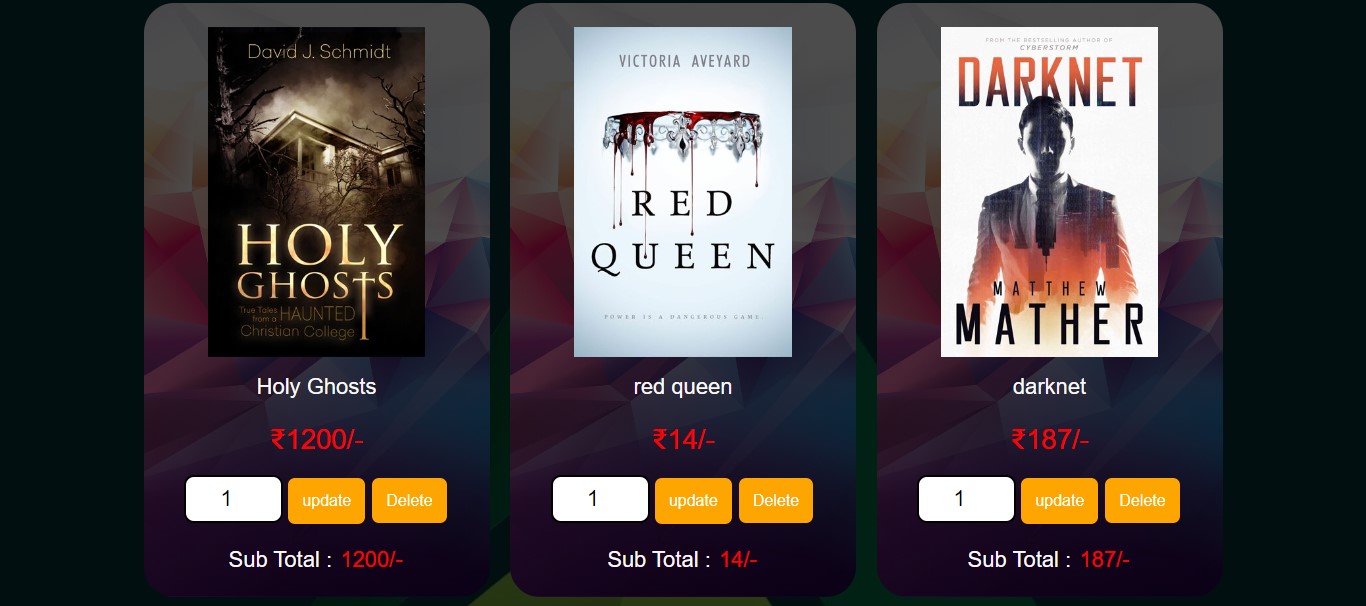 David J. Schmidt
HOLY
GHOSTS
True Tales
from a HAUNTED
Christian College
Holy Ghosts
₹1200/-
1 update Delete
Sub Total : 1200/-
VICTORIA AVEYARD
RED
QUEEN
POWER IS A DANGEROUS GAME
red queen
₹14/-
1 update Delete
Sub Total : 14/-
FROM THE BESTSELLING AUTHOR OF
CYBERSTORM
DARKNET
MATTHEW
MATHER
darknet
₹187/-
1 update Delete
Sub Total : 187/-